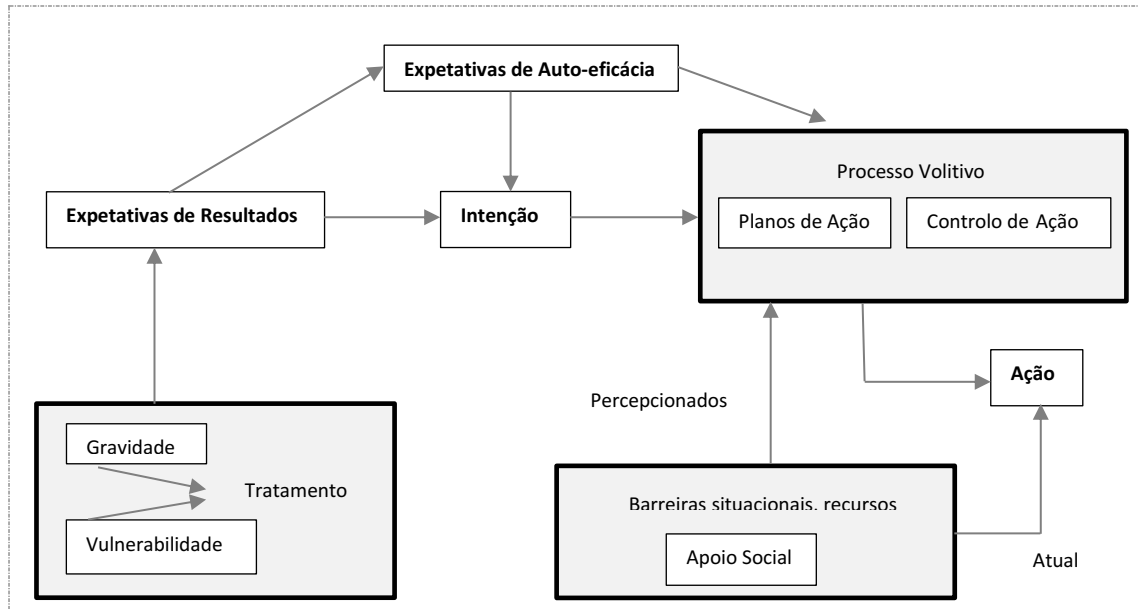 Expetativas de Auto-eficácia
Processo Volitivo
Expetativas de Resultados
Intenção
Planos de Ação
Controlo de Ação
Ação
Percepcionados
Gravidade
Tratamento
Vulnerabilidade
Barreiras situacionais, recursos
Apoio Social
Atual